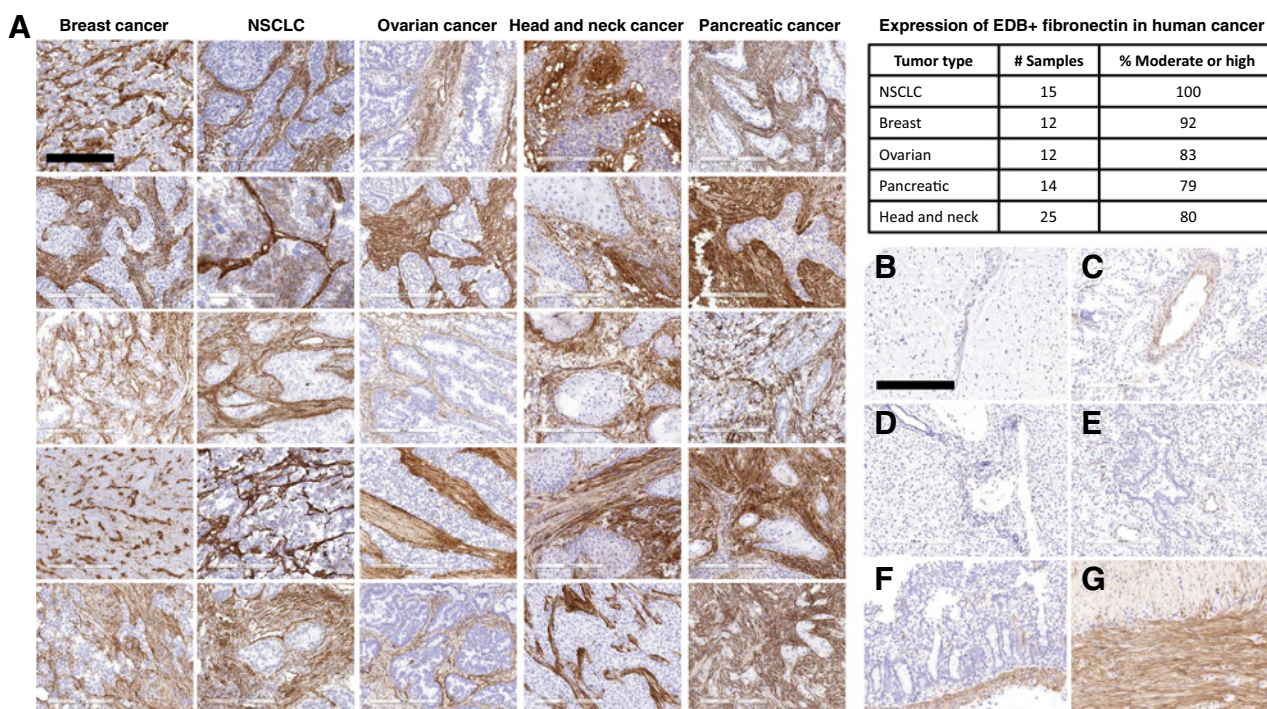 A
Breast cancer NSCLC Ovarian cancer Head and neck cancer Pancreatic cancer
Expression of EDB+ fibronectin in human cancer
Tumor type # Samples % Moderate or high
NSCLC 15 100
Breast 12 92
Ovarian 12 83
Pancreatic 14 79
Head and neck 25 80
B C
D E
F G